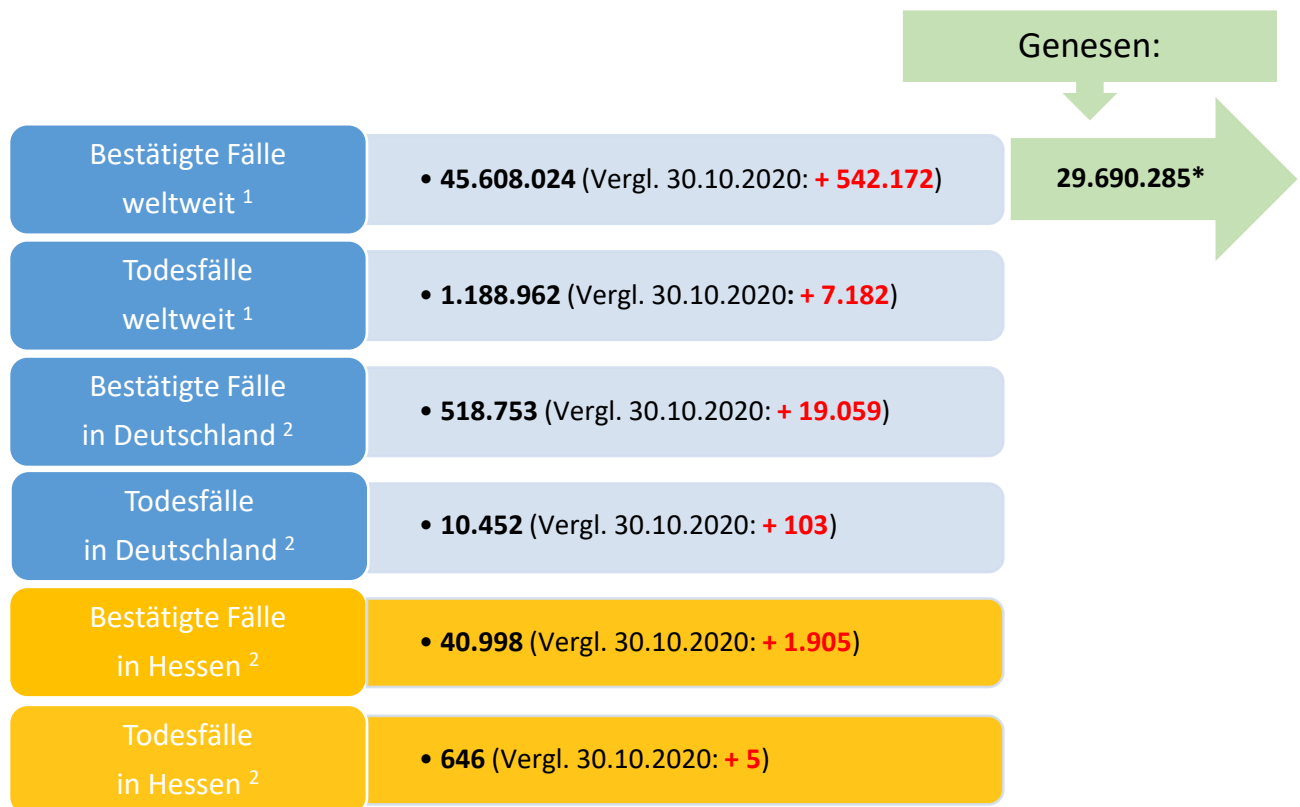 Genesen:
Bestätigte Fälle
weltweit ¹
• 45.608.024 (Vergl. 30.10.2020: + 542.172)
29.690.285*
Todesfälle
weltweit ¹
• 1.188.962 (Vergl. 30.10.2020: + 7.182)
Bestätigte Fälle
in Deutschland ²
• 518.753 (Vergl. 30.10.2020: + 19.059)
Todesfälle
in Deutschland ²
• 10.452 (Vergl. 30.10.2020: + 103)
Bestätigte Fälle
in Hessen ²
• 40.998 (Vergl. 30.10.2020: + 1.905)
Todesfälle
in Hessen ²
• 646 (Vergl. 30.10.2020: + 5)